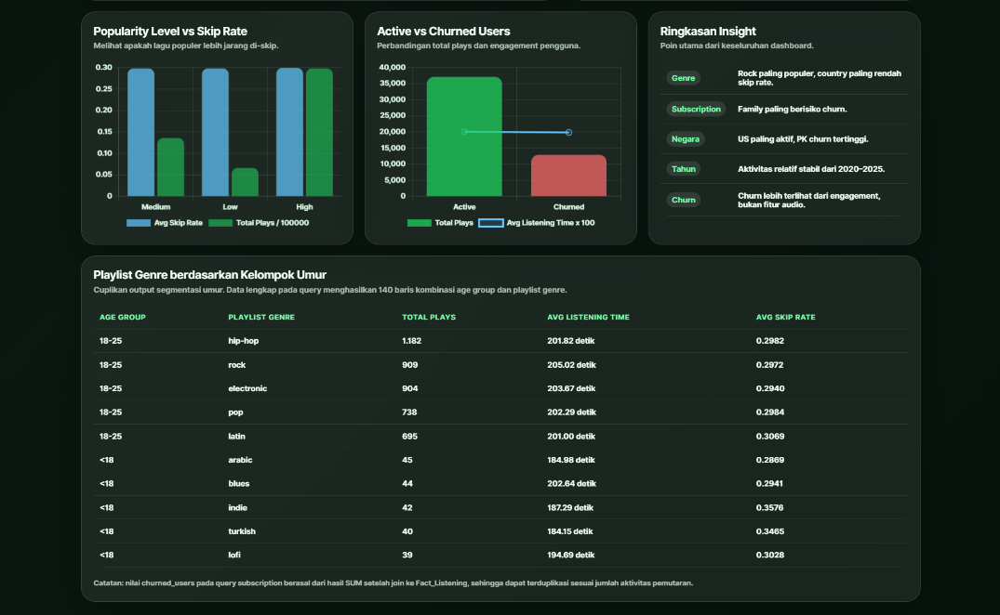 Popularity Level vs Skip Rate
Melihat apakah lagu populer lebih jarang di-skip.
0.30
0.25
0.20
0.15
0.10
0.05
0
Medium
Low
High
Avg Skip Rate
Total Plays / 100000
Active vs Churned Users
Perbandingan total plays dan engagement pengguna.
40,000
35,000
30,000
25,000
20,000
15,000
10,000
5,000
0
Active
Churned
Total Plays
Avg Listening Time x 100
Ringkasan Insight
Poin utama dari keseluruhan dashboard.
Genre
Rock paling populer, country paling rendah
skip rate.
Subscription
Family paling berisiko churn.
Negara
US paling aktif, PK churn tertinggi.
Tahun
Aktivitas relatif stabil dari 2020–2025.
Churn
Churn lebih terlihat dari engagement,
bukan fitur audio.
Playlist Genre berdasarkan Kelompok Umur
Cuplikan output segmentasi umur. Data lengkap pada query menghasilkan 140 baris kombinasi age group dan playlist genre.
AGE GROUP PLAYLIST GENRE TOTAL PLAYS AVG LISTENING TIME AVG SKIP RATE
18-25 hip-hop 1.182 201.82 detik 0.2982
18-25 rock 909 205.02 detik 0.2972
18-25 electronic 904 203.67 detik 0.2940
18-25 pop 738 202.29 detik 0.2984
18-25 latin 695 201.00 detik 0.3069
<18 arabic 45 184.98 detik 0.2869
<18 blues 44 202.64 detik 0.2941
<18 indie 42 187.29 detik 0.3576
<18 turkish 40 184.15 detik 0.3465
<18 lofi 39 194.69 detik 0.3028
Catatan: nilai churned_users pada query subscription berasal dari hasil SUM setelah join ke Fact_Listening, sehingga dapat terduplikasi sesuai jumlah aktivitas pemutaran.